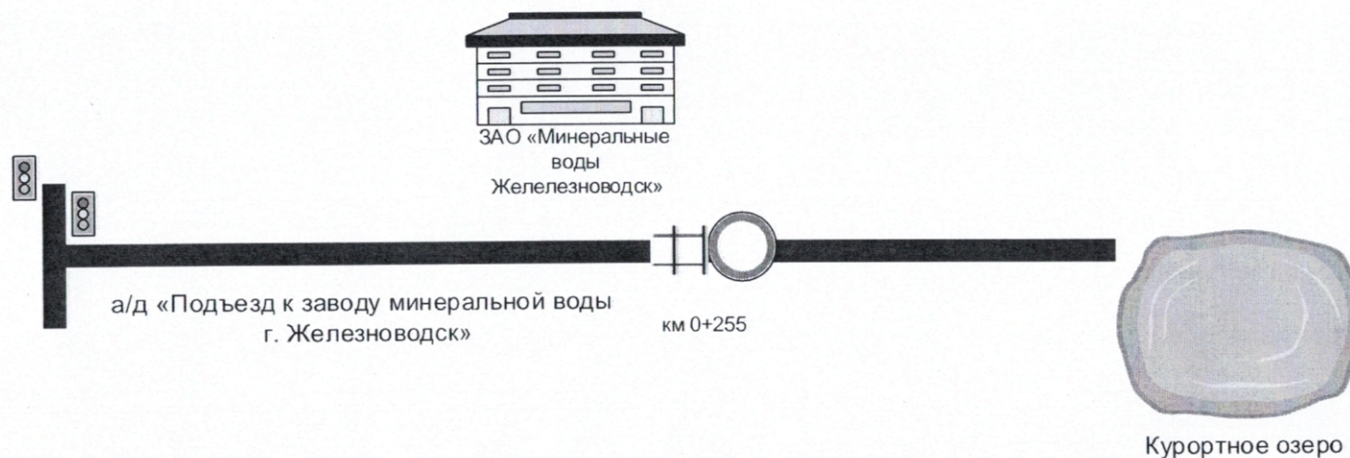 ЗАО «Минеральные
воды
Желелезноводск»
а/д «Подъезд к заводу минеральной воды
г. Железноводск»
км 0+255
Курортное озеро